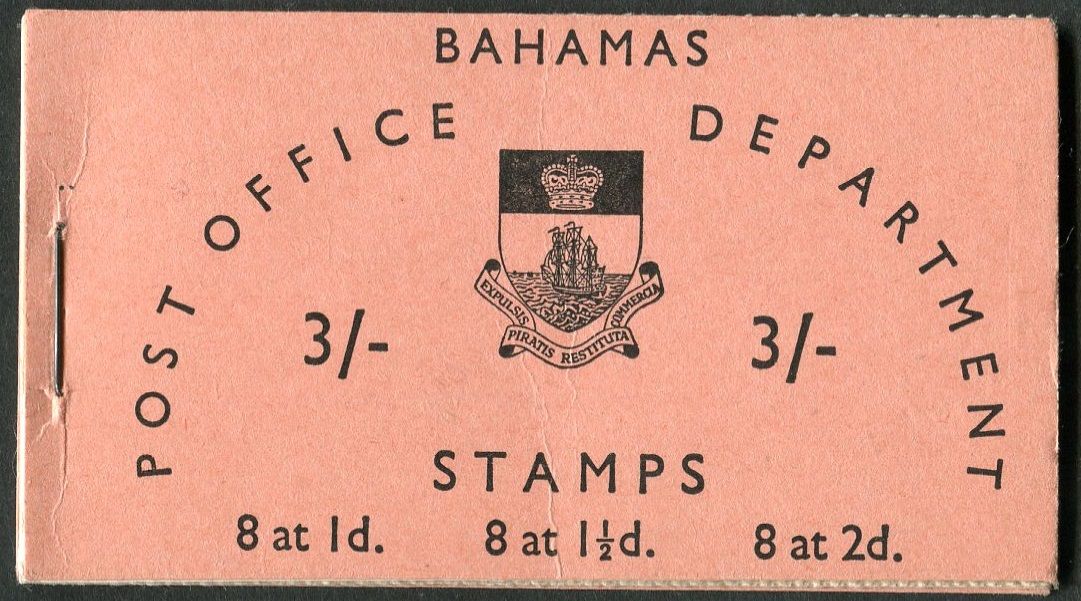 BAHAMAS
POST OFFICE DEPARTMENT
EXPULSIS PIRATIS RESTITUTA COMMERCIA
3/- 3/-
STAMPS
8 at 1d. 8 at 1½d. 8 at 2d.